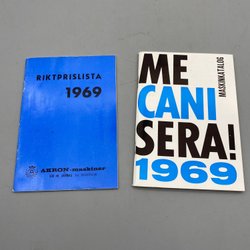 RIKTPRISLISTA
1969
AKRON-maskiner
ME
CANI
SERA!
1969
MASKINKATALOG